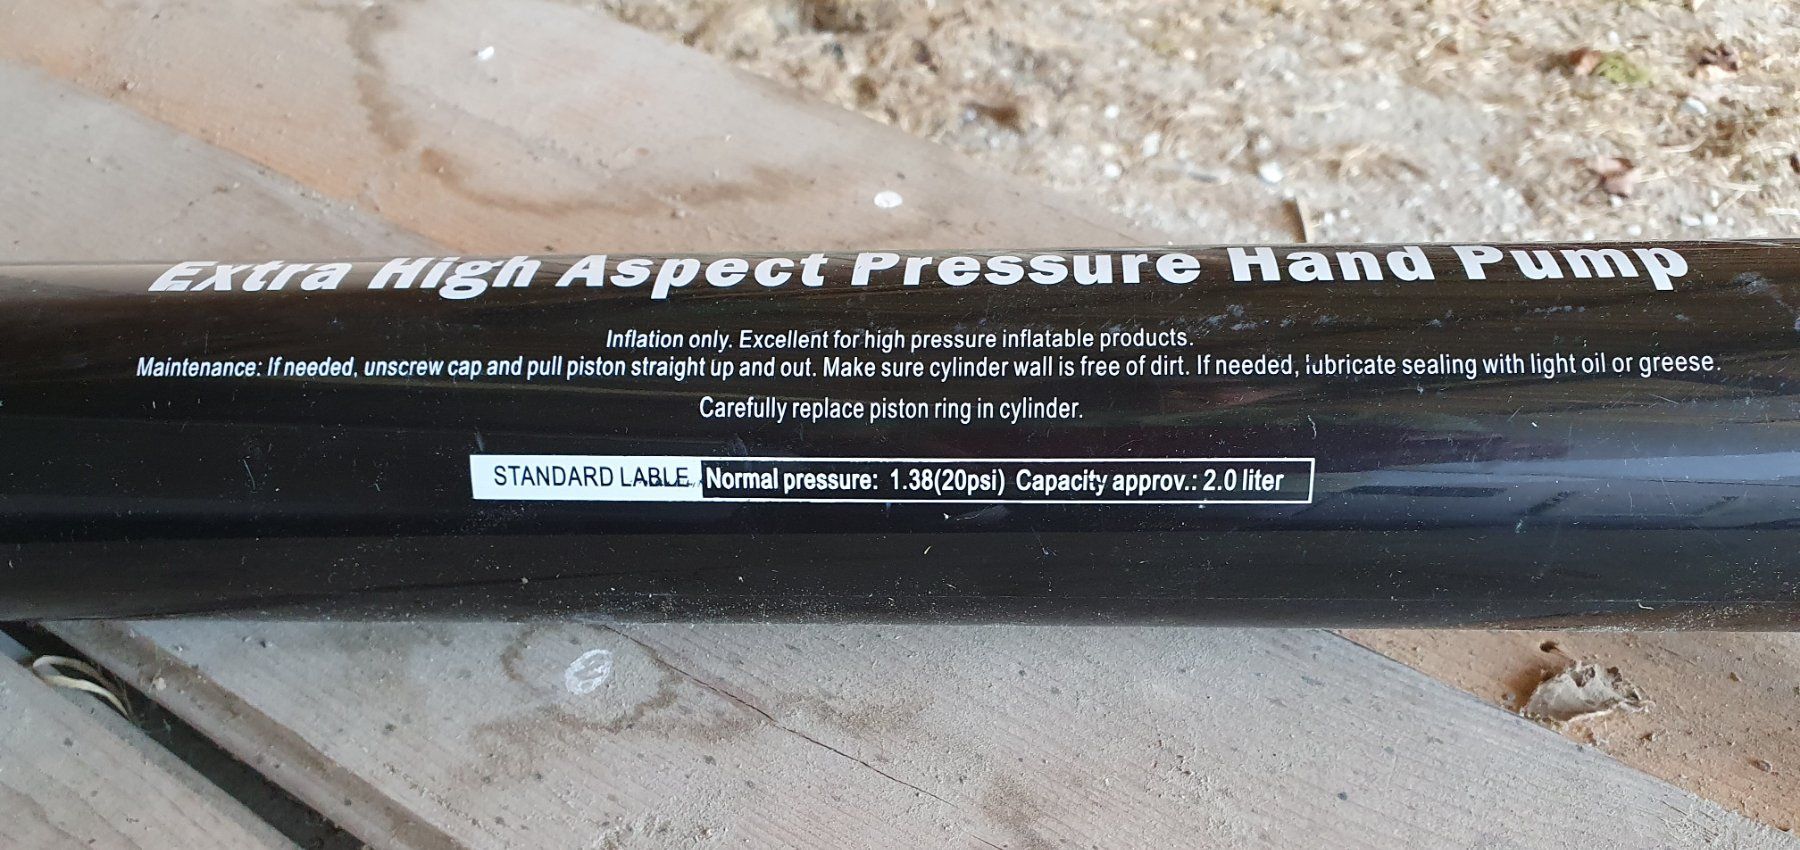 Extra High Aspect Pressure Hand Pump
Inflation only. Excellent for high pressure inflatable products.
Maintenance: If needed, unscrew cap and pull piston straight up and out. Make sure cylinder wall is free of dirt. If needed, lubricate sealing with light oil or greese.
Carefully replace piston ring in cylinder.
STANDARD LABLE Normal pressure: 1.38(20psi) Capacity approv.: 2.0 liter